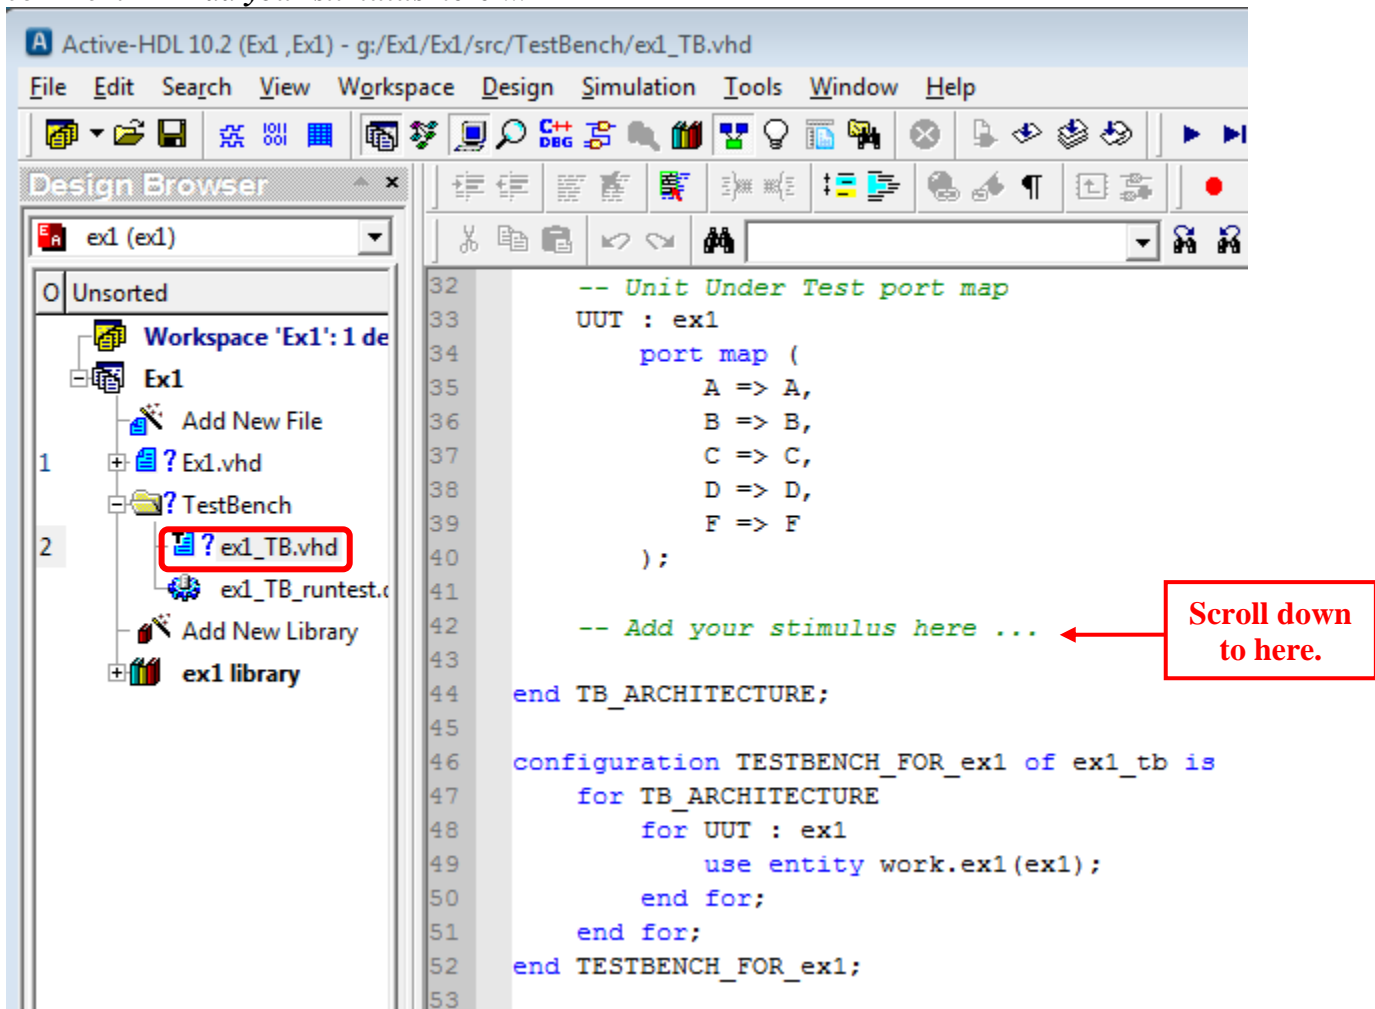 Active-HDL 10.2 (Ex1 ,Ex1) - g:/Ex1/Ex1/src/TestBench/ex1_TB.vhd
File Edit Search View Workspace Design Simulation Tools Window Help
C++
DBG
Design Browser
ex1 (ex1)
O Unsorted
Workspace 'Ex1': 1 de
Ex1
Add New File
1 ? Ex1.vhd
? TestBench
2 ? ex1_TB.vhd
ex1_TB_runtest.
Add New Library
ex1 library
32 -- Unit Under Test port map
33 UUT : ex1
34 port map (
35 A => A,
36 B => B,
37 C => C,
38 D => D,
39 F => F
40 );
41
42 -- Add your stimulus here ...
43
44 end TB_ARCHITECTURE;
45
46 configuration TESTBENCH_FOR_ex1 of ex1_tb is
47 for TB_ARCHITECTURE
48 for UUT : ex1
49 use entity work.ex1(ex1);
50 end for;
51 end for;
52 end TESTBENCH_FOR_ex1;
53
Scroll down
to here.